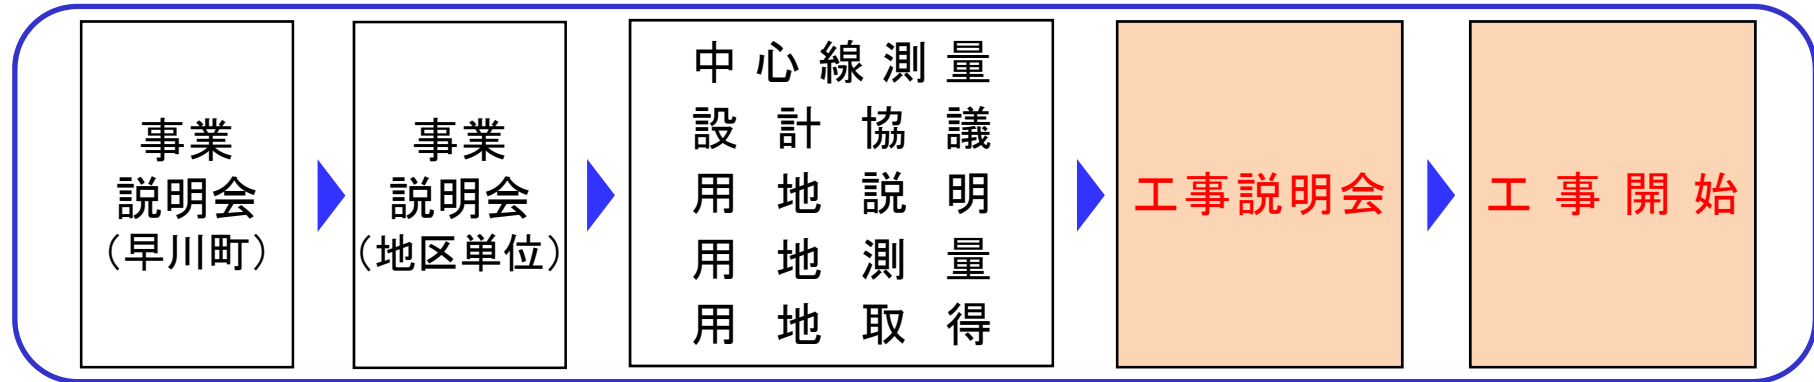 事業
説明会
（早川町）
事業
説明会
（地区単位）
中心線測量
設計協議
用地説明
用地測量
用地取得
工事説明会
工事開始